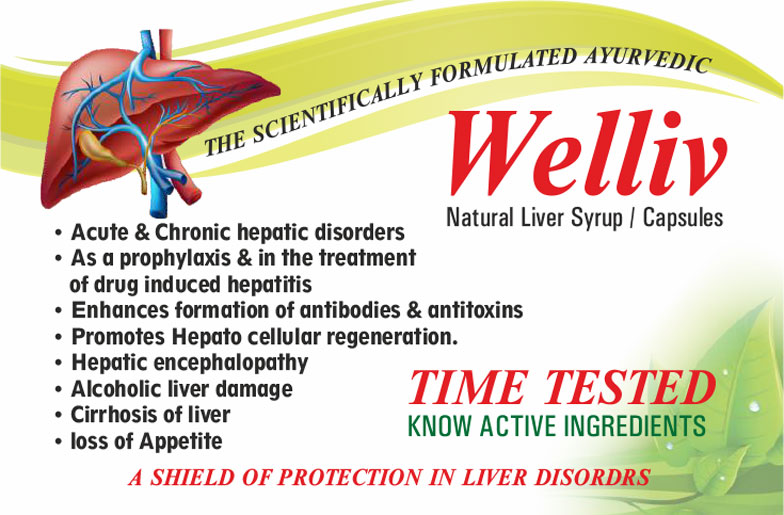 THE SCIENTIFICALLY FORMULATED AYURVEDIC
Welliv
Natural Liver Syrup / Capsules
• Acute & Chronic hepatic disorders
• As a prophylaxis & in the treatment
of drug induced hepatitis
• Enhances formation of antibodies & antitoxins
• Promotes Hepato cellular regeneration.
• Hepatic encephalopathy
• Alcoholic liver damage
• Cirrhosis of liver
• loss of Appetite
TIME TESTED
KNOW ACTIVE INGREDIENTS
A SHIELD OF PROTECTION IN LIVER DISORDRS